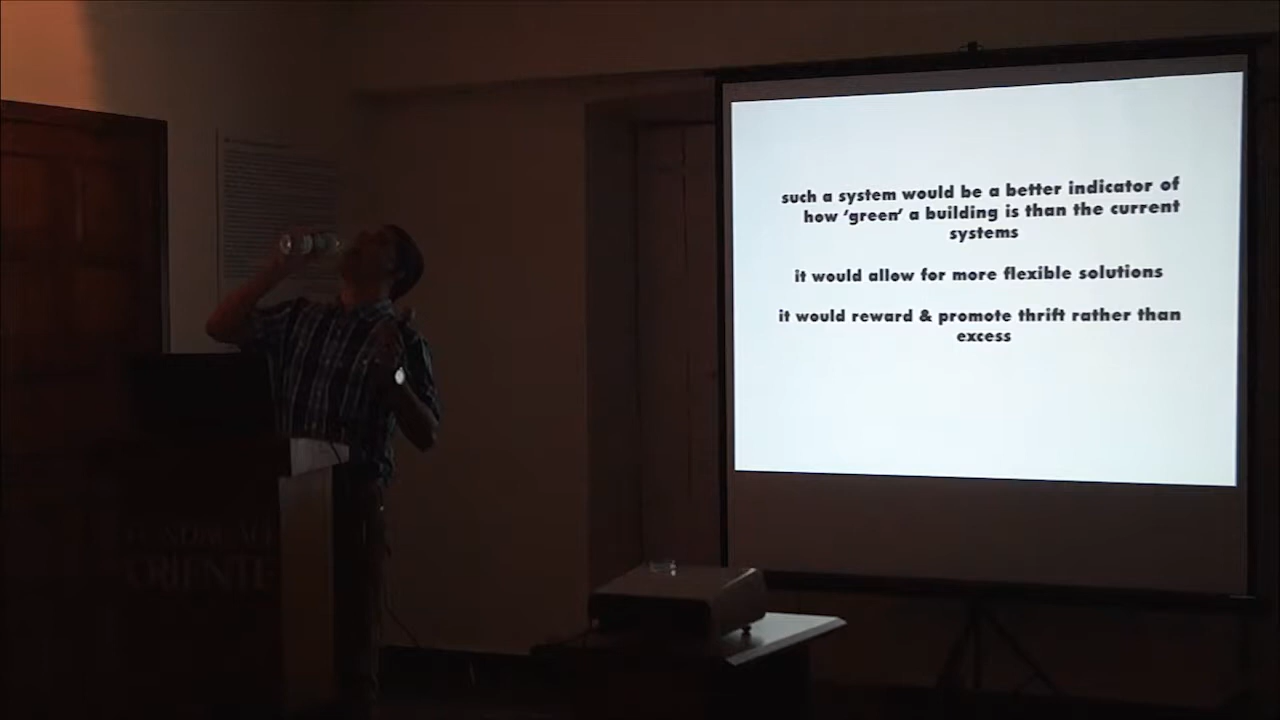 such a system would be a better indicator of
how ‘green’ a building is than the current
systems
it would allow for more flexible solutions
it would reward & promote thrift rather than
excess
ORIENTE